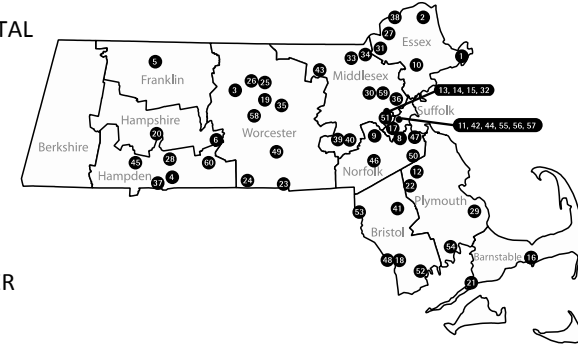 TAL
ER
38 2
27 Essex
33 34 31 1
5 43 10
Franklin Middlesex
26 25
3 30 59 36 13, 14, 15, 32
19 35
58 51 Suffolk
Hampshire 17 11, 42, 44, 55, 56, 57
20 Worcester
6 39 40 9 8 47
Berkshire 49 50
45 28 60 46
Hampden 4 Norfolk 12
37 24 23 22
Plymouth
53 41 29
Bristol
54
48 18 Barnstable 16
52 21